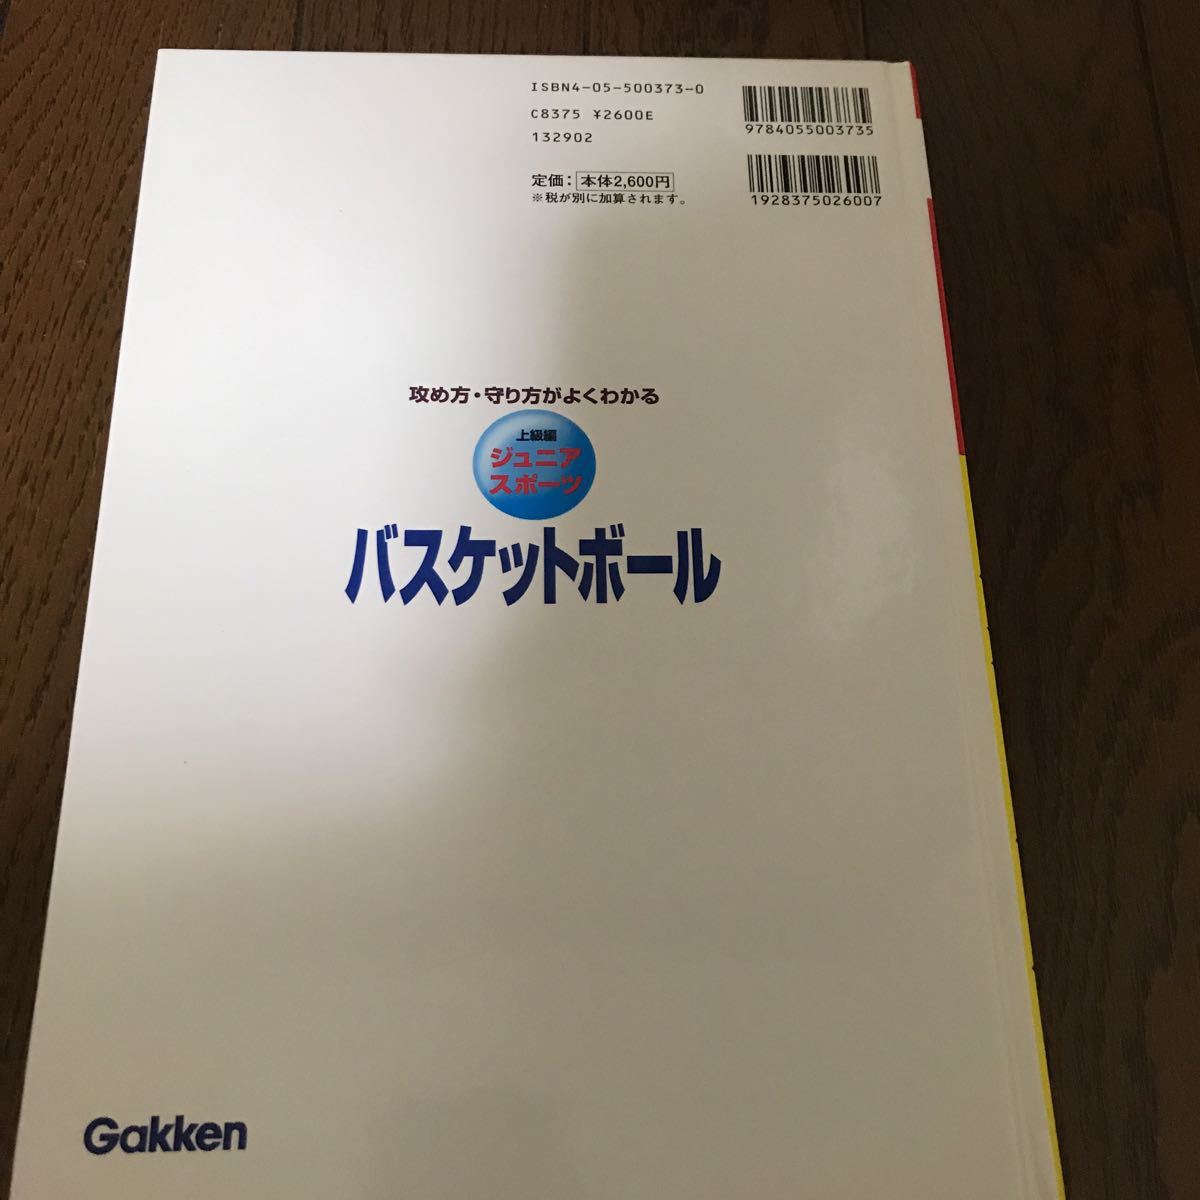 ISBN4-05-500373-0
C8375 ¥2600E
132902
9784055003735
定価：本体2,600円
※税が別に加算されます。
1928375026007
攻め方・守り方がよくわかる
上級編
ジュニア
スポーツ
バスケットボール
Gakken